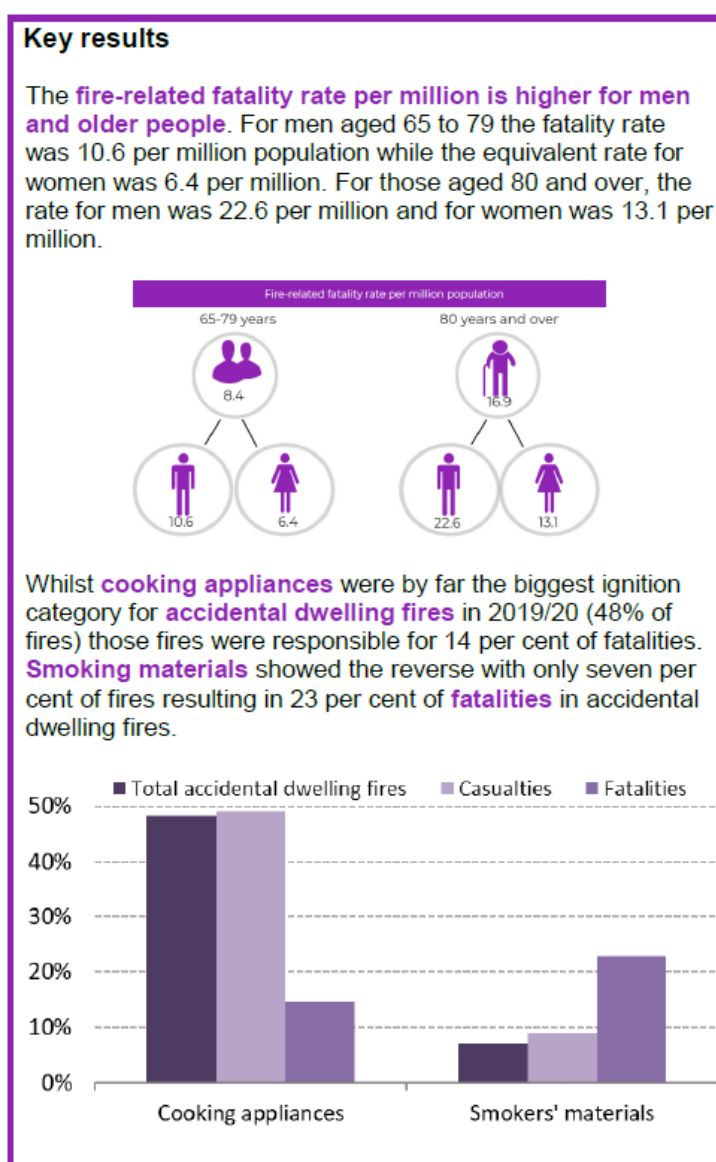 Key results
The fire-related fatality rate per million is higher for men
and older people. For men aged 65 to 79 the fatality rate
was 10.6 per million population while the equivalent rate for
women was 6.4 per million. For those aged 80 and over, the
rate for men was 22.6 per million and for women was 13.1 per
million.
Fire-related fatality rate per million population
65-79 years
80 years and over
8.4
16.9
10.6
6.4
22.6
13.1
Whilst cooking appliances were by far the biggest ignition
category for accidental dwelling fires in 2019/20 (48% of
fires) those fires were responsible for 14 per cent of fatalities.
Smoking materials showed the reverse with only seven per
cent of fires resulting in 23 per cent of fatalities in accidental
dwelling fires.
Total accidental dwelling fires Casualties Fatalities
50%
40%
30%
20%
10%
0%
Cooking appliances
Smokers' materials